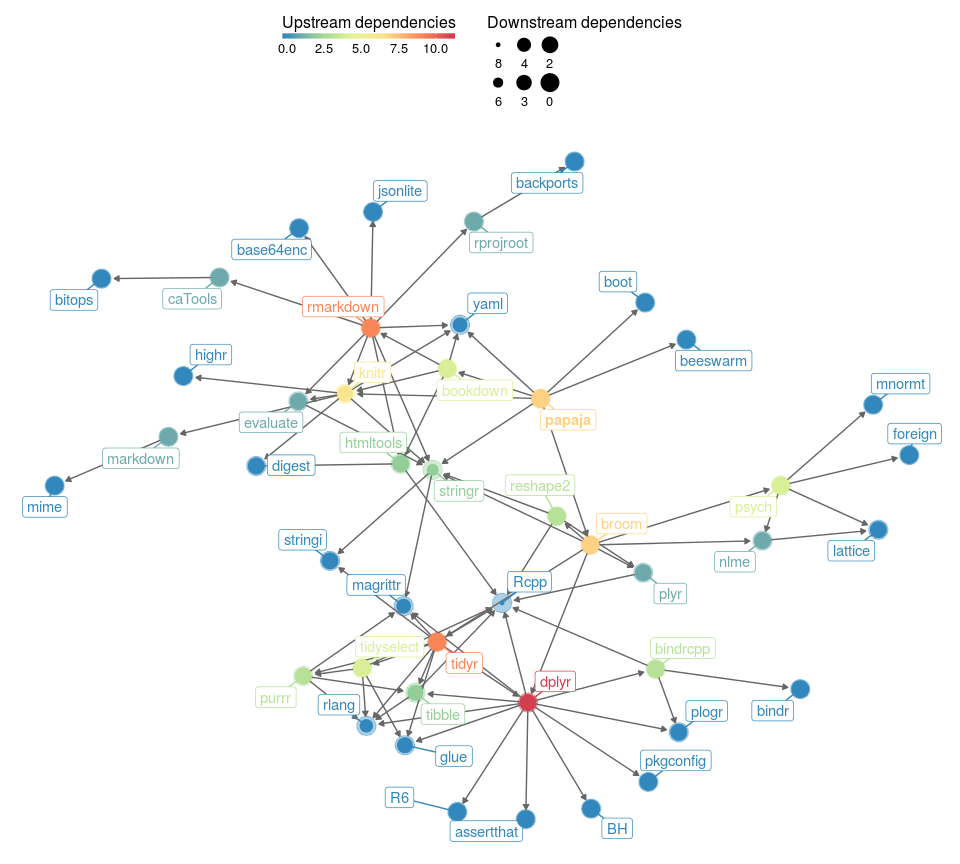 Upstream dependencies
0.0 2.5 5.0 7.5 10.0
Downstream dependencies
8 4 2
6 3 0
backports
jsonlite
rprojroot
base64enc
bitops
caTools
rmarkdown
yaml
boot
beeswarm
highr
knitr
bookdown
papaja
mnormt
evaluate
foreign
htmltools
markdown
digest
stringr
reshape2
psych
mime
broom
stringi
nlme
lattice
magrittr
Rcpp
plyr
tidyselect
tidyr
bindrcpp
dplyr
purrr
rlang
tibble
plogr
bindr
glue
pkgconfig
R6
assertthat
BH